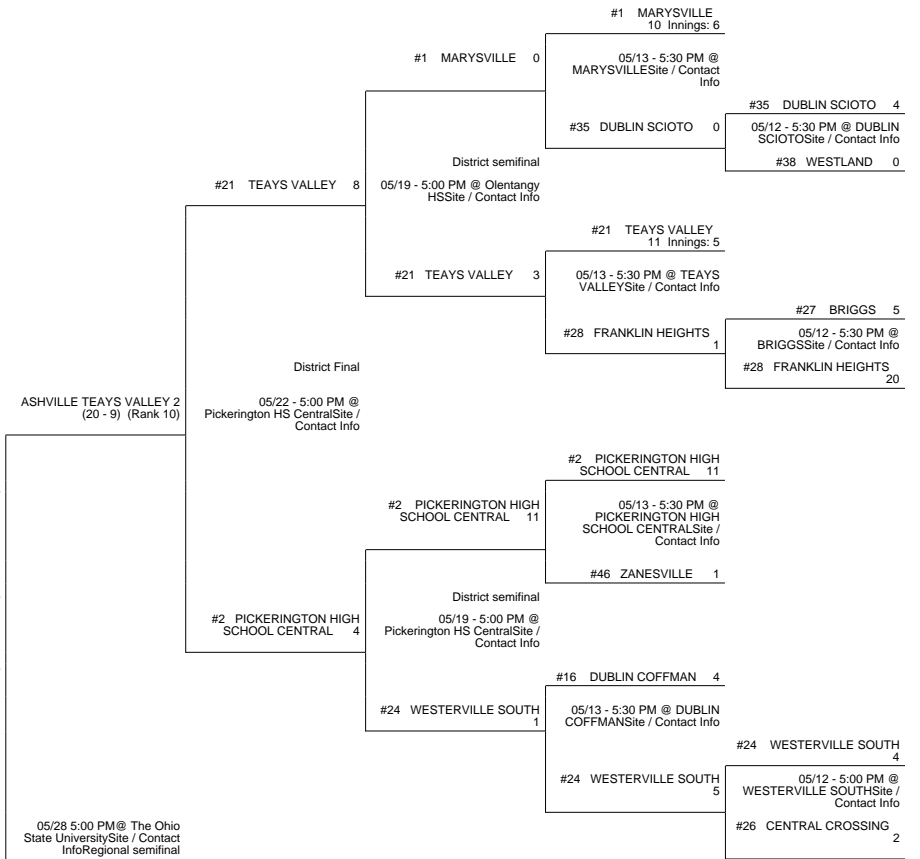 #1 MARYSVILLE
10 Innings: 6
#1 MARYSVILLE 0
05/13 - 5:30 PM @
MARYSVILLESite / Contact
Info
#35 DUBLIN SCIOTO 4
#35 DUBLIN SCIOTO 0
05/12 - 5:30 PM @ DUBLIN
SCIOTOSite / Contact Info
#38 WESTLAND 0
District semifinal
#21 TEAYS VALLEY 8
05/19 - 5:00 PM @ Olentangy
HSSite / Contact Info
#21 TEAYS VALLEY
11 Innings: 5
#21 TEAYS VALLEY 3
05/13 - 5:30 PM @ TEAYS
VALLEYSite / Contact Info
#27 BRIGGS 5
#28 FRANKLIN HEIGHTS
1
05/12 - 5:30 PM @
BRIGGSSite / Contact Info
#28 FRANKLIN HEIGHTS
20
District Final
ASHVILLE TEAYS VALLEY 2
(20 - 9) (Rank 10)
05/22 - 5:00 PM @
Pickerington HS CentralSite /
Contact Info
#2 PICKERINGTON HIGH
SCHOOL CENTRAL 11
#2 PICKERINGTON HIGH
SCHOOL CENTRAL 11
05/13 - 5:30 PM @
PICKERINGTON HIGH
SCHOOL CENTRALSite /
Contact Info
#46 ZANESVILLE 1
District semifinal
#2 PICKERINGTON HIGH
SCHOOL CENTRAL 4
05/19 - 5:00 PM @
Pickerington HS CentralSite /
Contact Info
#16 DUBLIN COFFMAN 4
#24 WESTERVILLE SOUTH
1
05/13 - 5:30 PM @ DUBLIN
COFFMANSite / Contact Info
#24 WESTERVILLE SOUTH
4
#24 WESTERVILLE SOUTH
5
05/12 - 5:00 PM @
WESTERVILLE SOUTHSite /
Contact Info
#26 CENTRAL CROSSING
2
05/28 5:00 PM@ The Ohio
State UniversitySite / Contact
InfoRegional semifinal